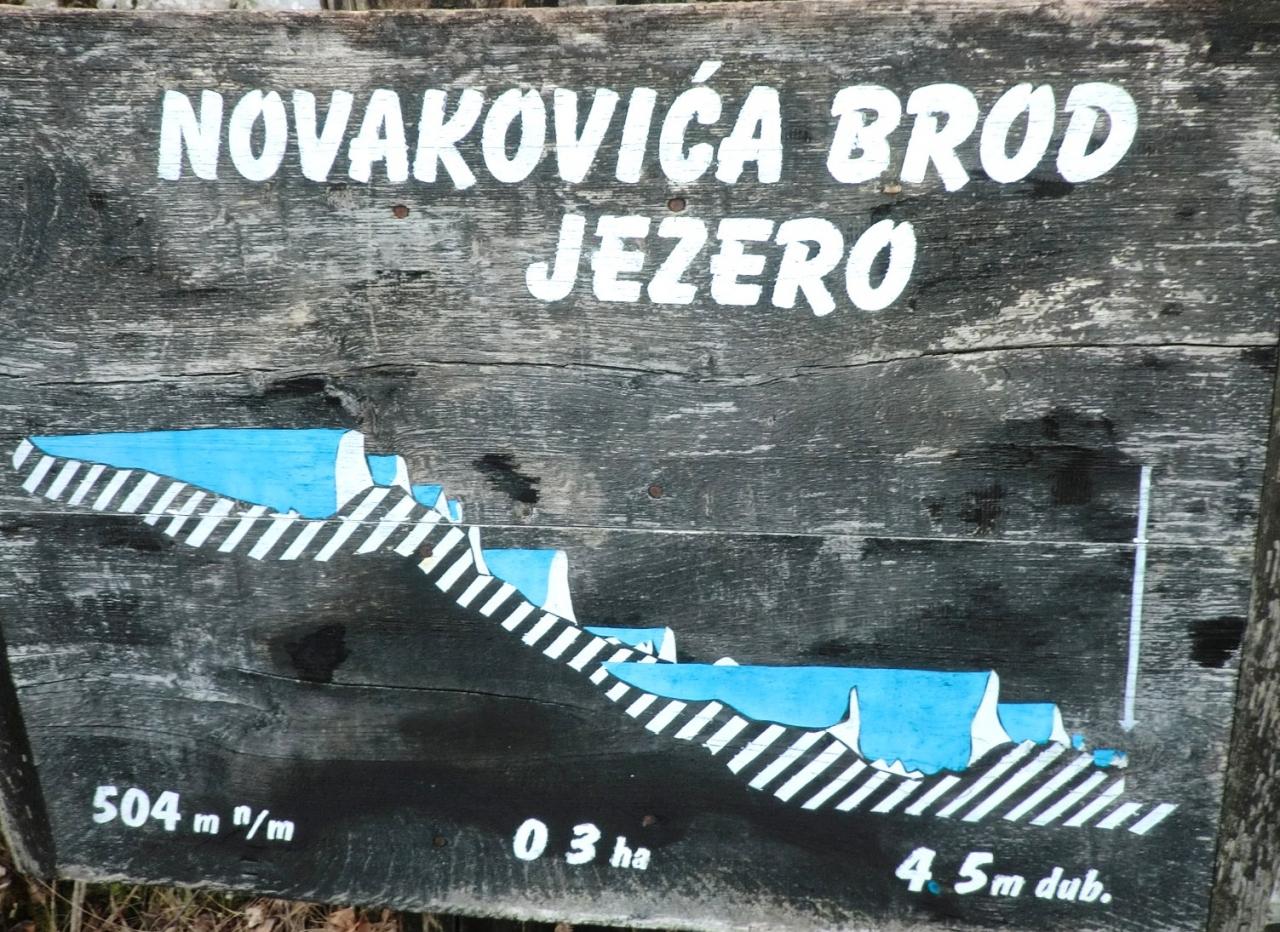 NOVAKOVIĆA BROD
JEZERO
504 m n/m
0 3 ha
4.5m dub.